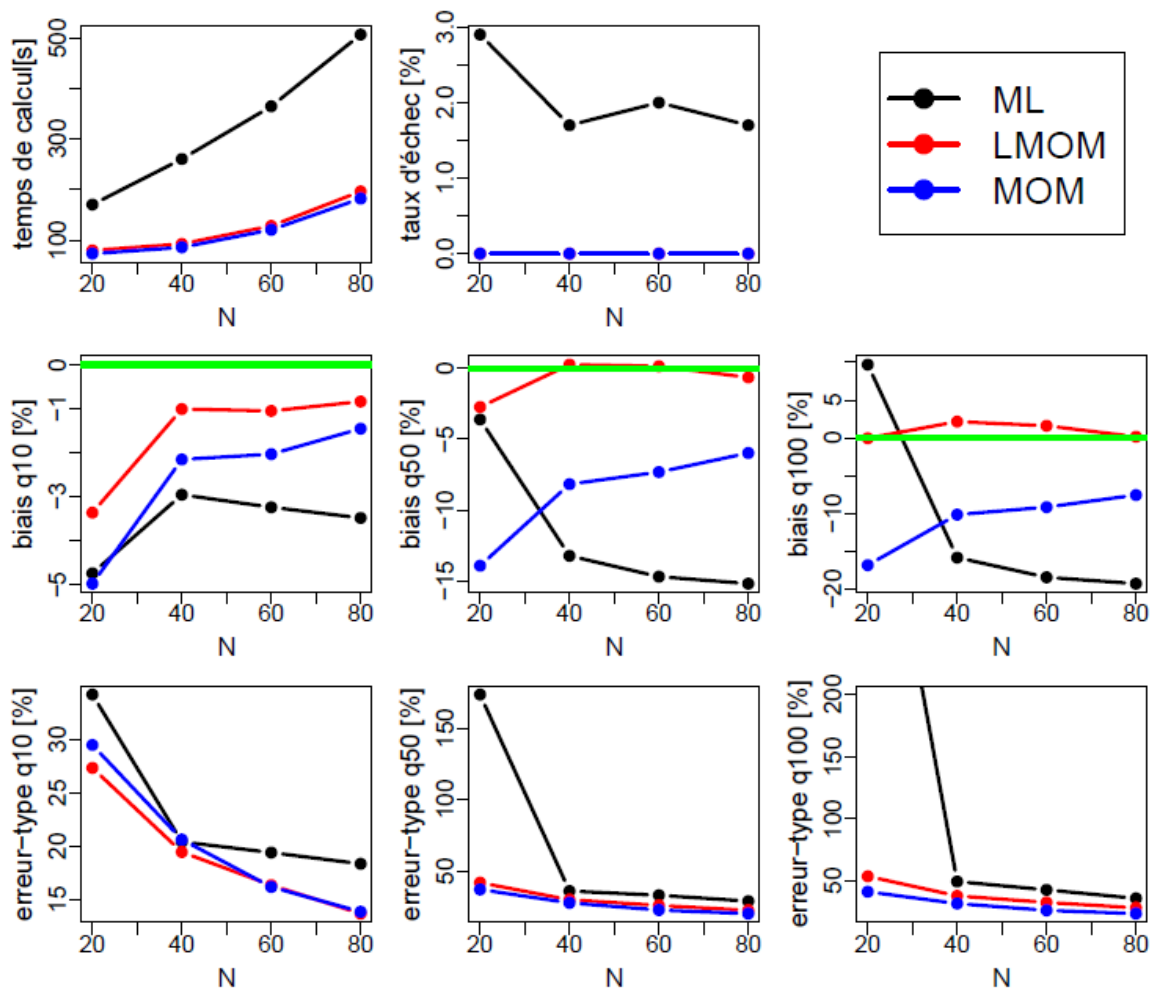 temps de calcul[s]
100 300 500
20 40 60 80
N
taux d'échec [%]
0.0 1.0 2.0 3.0
20 40 60 80
N
ML
LMOM
MOM
biais q10 [%]
−5 −3 −1 0
20 40 60 80
N
biais q50 [%]
−15 −10 −5 0
20 40 60 80
N
biais q100 [%]
−20 −10 0 5
20 40 60 80
N
erreur−type q10 [%]
15 20 25 30
20 40 60 80
N
erreur−type q50 [%]
50 100 150
20 40 60 80
N
erreur−type q100 [%]
50 100 150 200
20 40 60 80
N